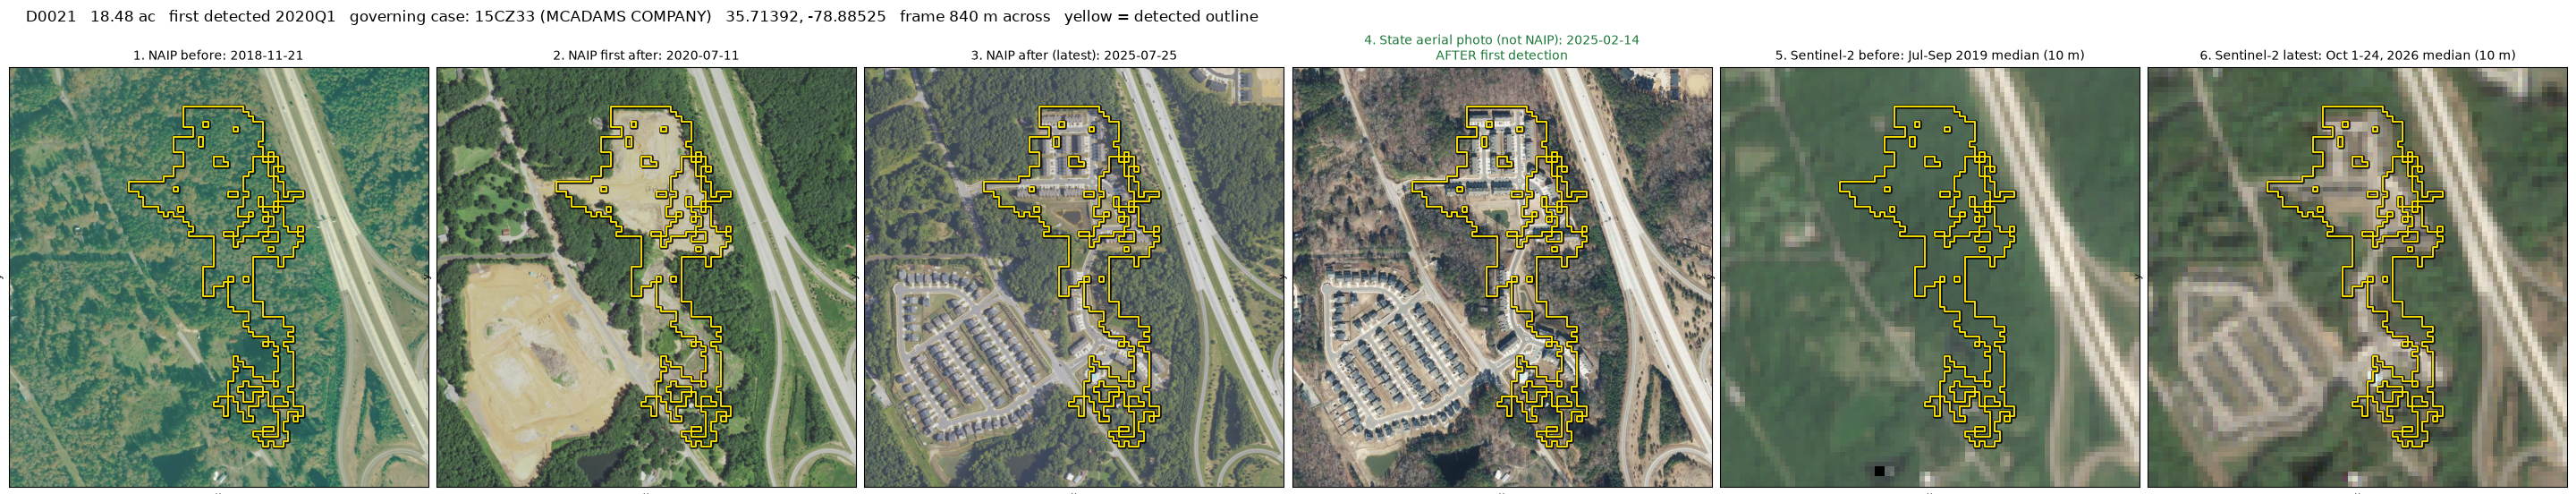 D0021   18.48 ac   first detected 2020Q1   governing case: 15CZ33 (MCADAMS COMPANY)   35.71392, -78.88525   frame 840 m across   yellow = detected outline
1. NAIP before: 2018-11-21
2. NAIP first after: 2020-07-11
3. NAIP after (latest): 2025-07-25
4. State aerial photo (not NAIP): 2025-02-14
AFTER first detection
5. Sentinel-2 before: Jul-Sep 2019 median (10 m)
6. Sentinel-2 latest: Oct 1-24, 2026 median (10 m)